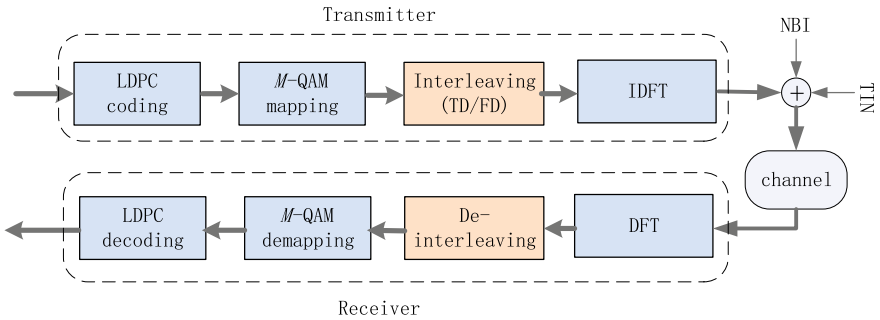 Transmitter
NBI
LDPC
coding
M-QAM
mapping
Interleaving
(TD/FD)
IDFT
+
TIN
channel
LDPC
decoding
M-QAM
demapping
De-
interleaving
DFT
Receiver